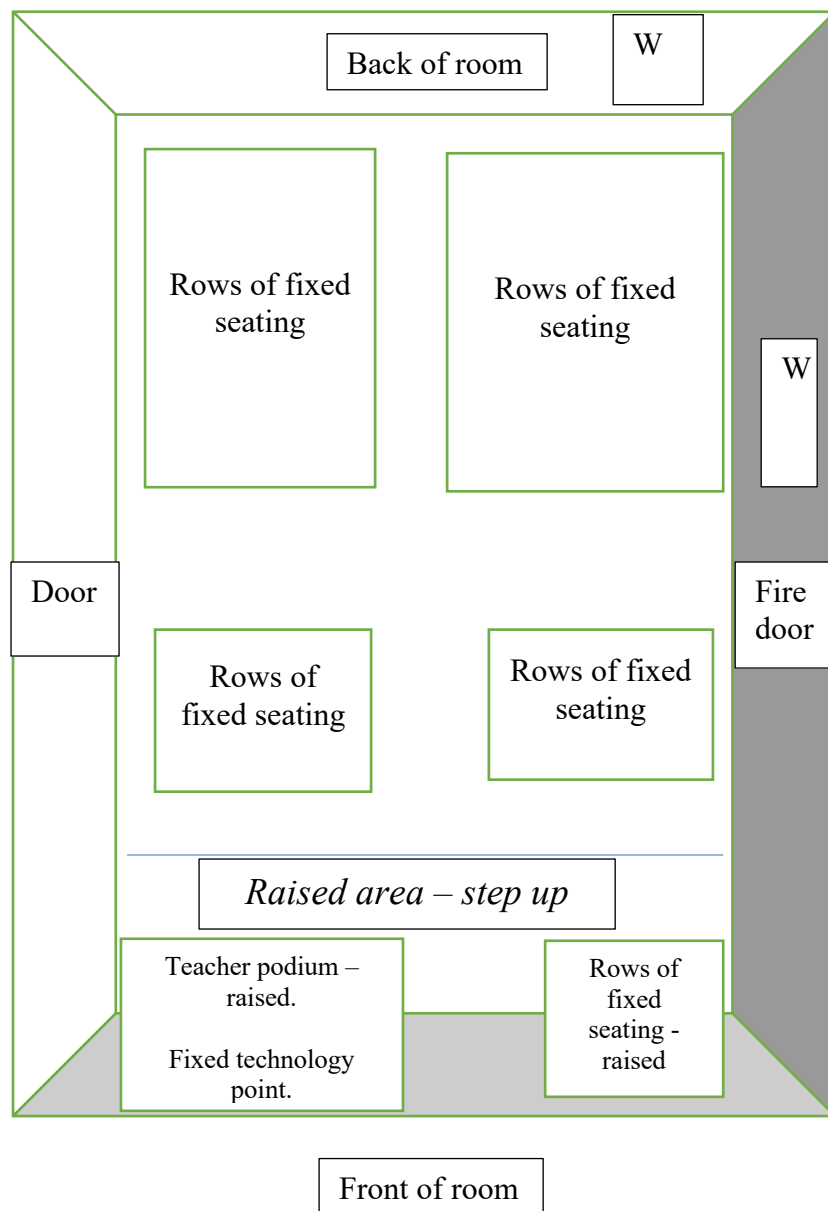 W
Back of room
Rows of fixed
seating
Rows of fixed
seating
W
Door
Fire
door
Rows of
fixed seating
Rows of fixed
seating
Raised area – step up
Teacher podium –
raised.
Fixed technology
point.
Rows of
fixed
seating -
raised
Front of room